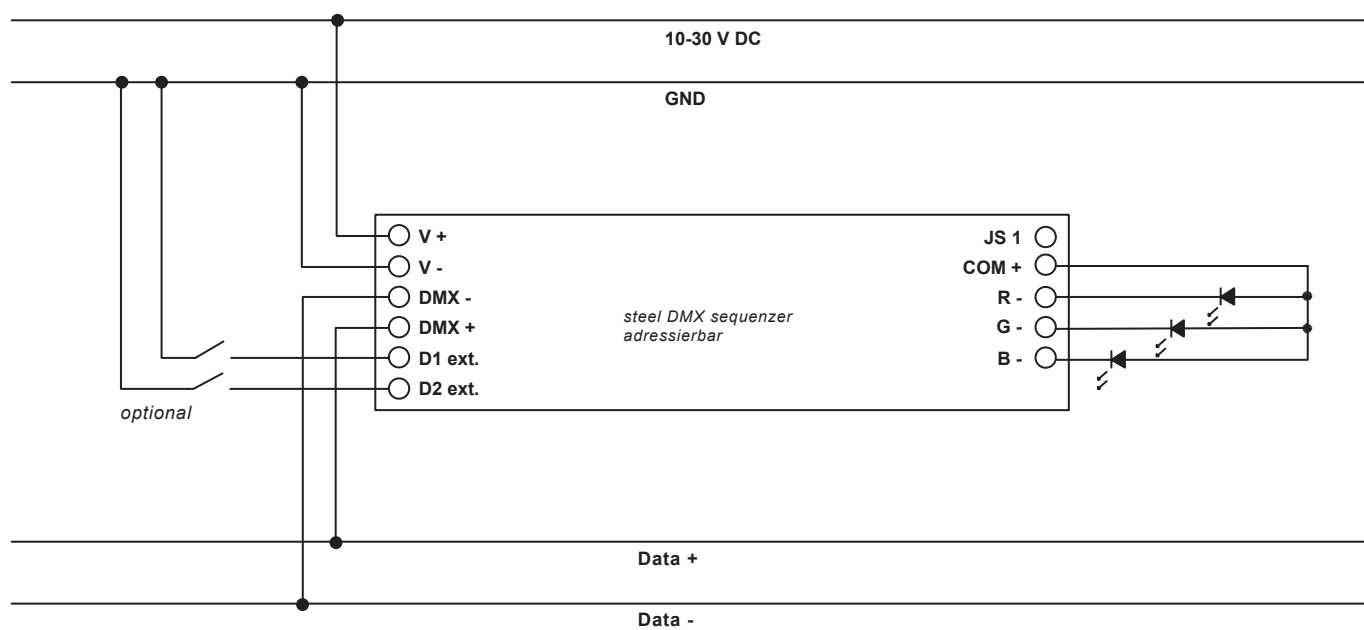 10-30 V DC
GND
V +
V -
DMX -
DMX +
D1 ext.
D2 ext.
optional
steel DMX sequenzer
adressierbar
JS 1
COM +
R -
G -
B -
Data +
Data -